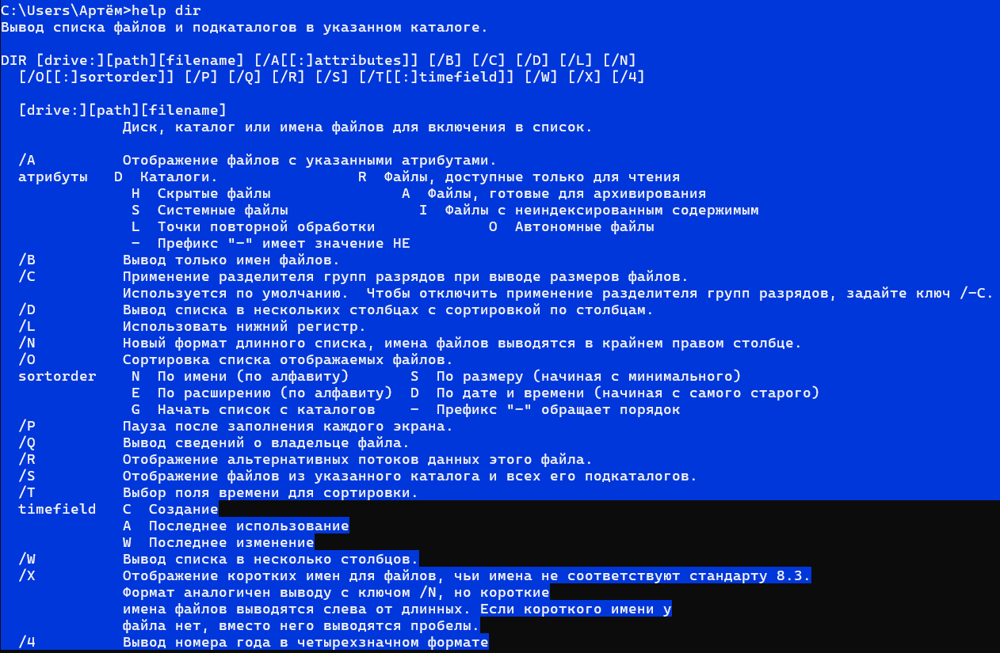 C:\Users\Артём>help dir
Вывод списка файлов и подкаталогов в указанном каталоге.

DIR [drive:][path][filename] [/A[[:]attributes]] [/B] [/C] [/D] [/L] [/N]
  [/O[[:]sortorder]] [/P] [/Q] [/R] [/S] [/T[[:]timefield]] [/W] [/X] [/4]

  [drive:][path][filename]
              Диск, каталог или имена файлов для включения в список.

  /A          Отображение файлов с указанными атрибутами.
  атрибуты   D  Каталоги.                R  Файлы, доступные только для чтения
               H  Скрытые файлы               A  Файлы, готовые для архивирования
               S  Системные файлы               I  Файлы с неиндексированным содержимым
               L  Точки повторной обработки             O  Автономные файлы
               -  Префикс "-" имеет значение НЕ
  /B          Вывод только имен файлов.
  /C          Применение разделителя групп разрядов при выводе размеров файлов.
              Используется по умолчанию.  Чтобы отключить применение разделителя групп разрядов, задайте ключ /-C.
  /D          Вывод списка в нескольких столбцах с сортировкой по столбцам.
  /L          Использовать нижний регистр.
  /N          Новый формат длинного списка, имена файлов выводятся в крайнем правом столбце.
  /O          Сортировка списка отображаемых файлов.
  sortorder    N  По имени (по алфавиту)       S  По размеру (начиная с минимального)
               E  По расширению (по алфавиту)  D  По дате и времени (начиная с самого старого)
               G  Начать список с каталогов    -  Префикс "-" обращает порядок
  /P          Пауза после заполнения каждого экрана.
  /Q          Вывод сведений о владельце файла.
  /R          Отображение альтернативных потоков данных этого файла.
  /S          Отображение файлов из указанного каталога и всех его подкаталогов.
  /T          Выбор поля времени для сортировки.
  timefield   C  Создание
              A  Последнее использование
              W  Последнее изменение
  /W          Вывод списка в несколько столбцов.
  /X          Отображение коротких имен для файлов, чьи имена не соответствуют стандарту 8.3.
              Формат аналогичен выводу с ключом /N, но короткие
              имена файлов выводятся слева от длинных. Если короткого имени у
              файла нет, вместо него выводятся пробелы.
  /4          Вывод номера года в четырехзначном формате